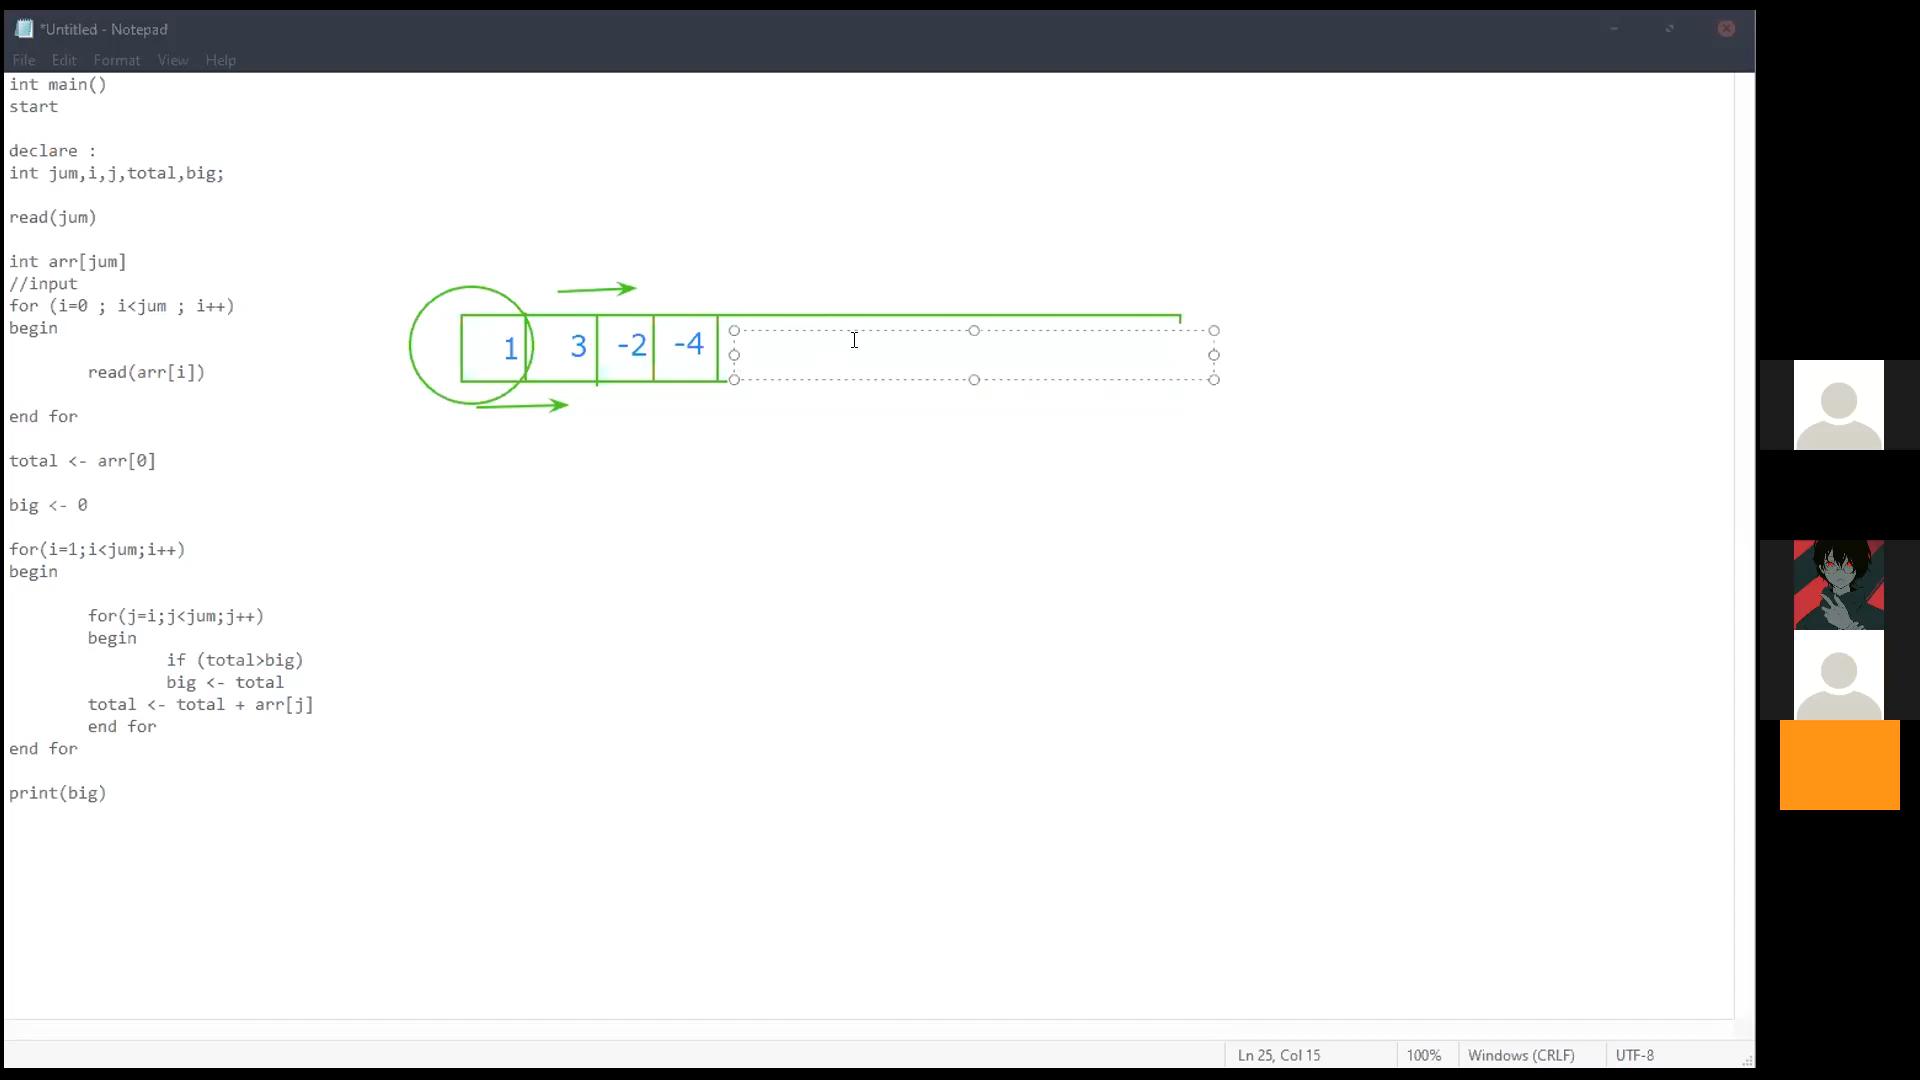 *Untitled - Notepad
File Edit Format View Help
int main()
start
declare :
int jum,i,j,total,big;
read(jum)
int arr[jum]
//input
for (i=0 ; i<jum ; i++)
begin
read(arr[i])
end for
total <- arr[0]
big <- 0
for(i=1;i<jum;i++)
begin
for(j=i;j<jum;j++)
begin
if (total>big)
big <- total
total <- total + arr[j]
end for
end for
print(big)
1 3 -2 -4
Ln 25, Col 15 100% Windows (CRLF) UTF-8